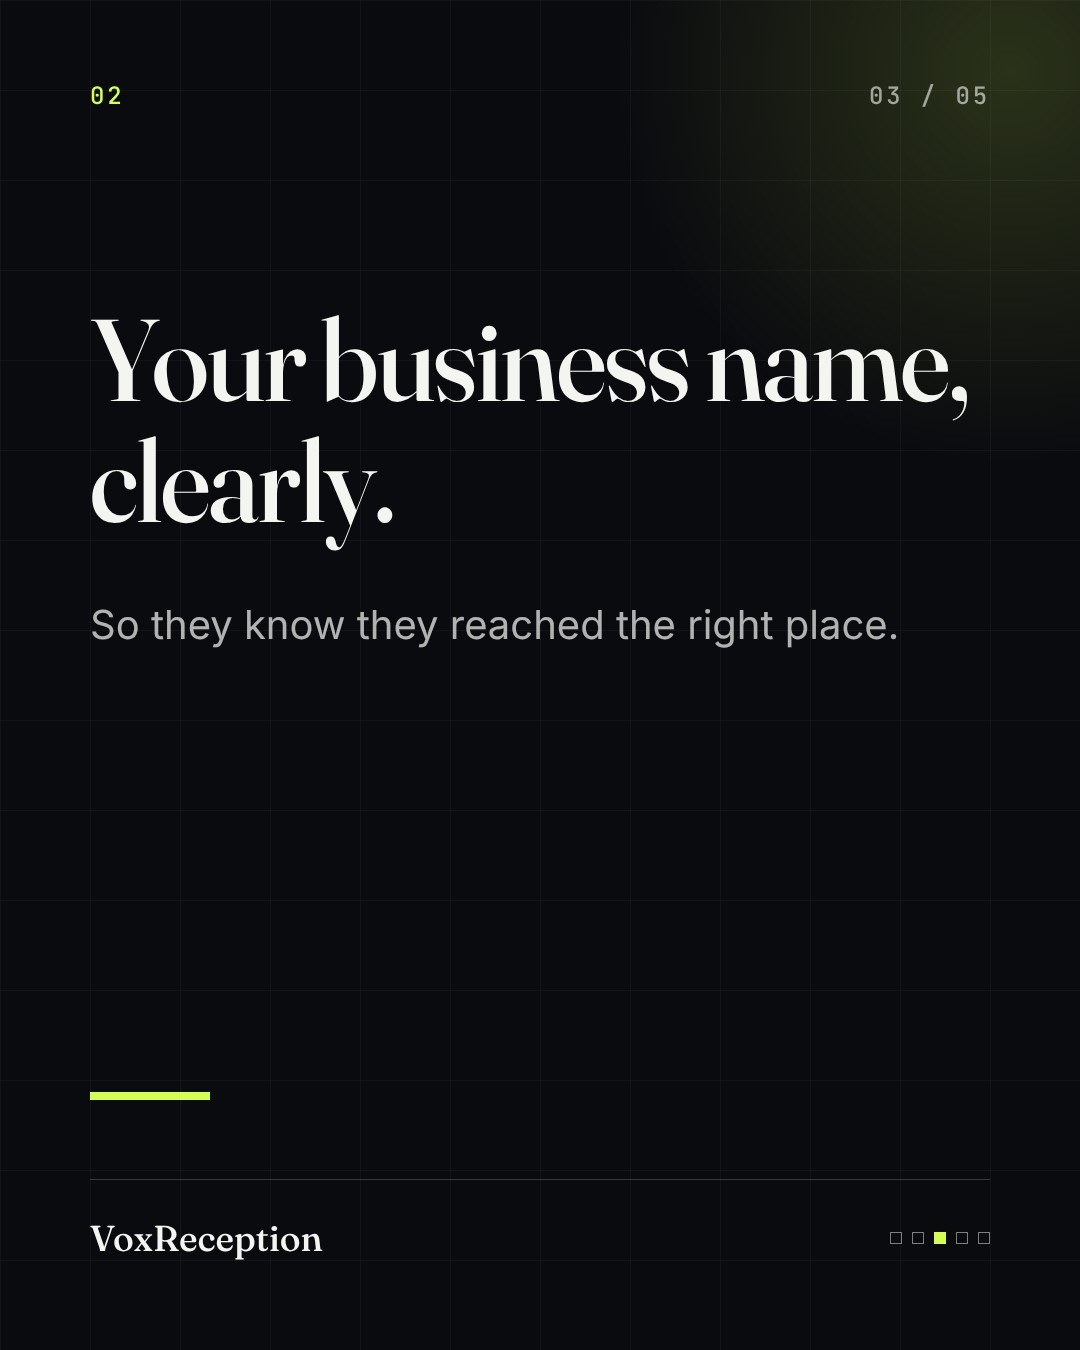 02
03 / 05
Your business name,
clearly.
So they know they reached the right place.
VoxReception